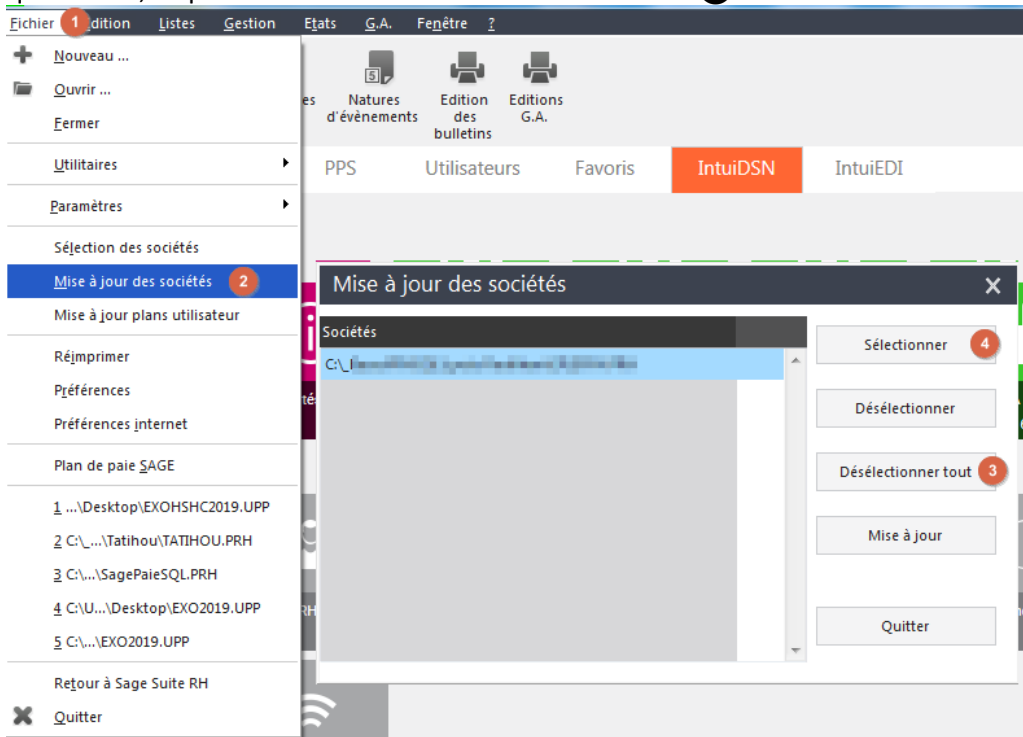 Fichier 1 dition Listes Gestion Etats G.A. Fenêtre ?
Nouveau ...
Ouvrir ...
Fermer
Utilitaires
Paramètres
Sélection des sociétés
Mise à jour des sociétés 2
Mise à jour plans utilisateur
Réimprimer
Préférences
Préférences internet
Plan de paie SAGE
1 ...\Desktop\EXOHSHC2019.UPP
2 C:\_...\Tatihou\TATIHOU.PRH
3 C:\...\SagePaieSQL.PRH
4 C:\U...\Desktop\EXO2019.UPP
5 C:\...\EXO2019.UPP
Retour à Sage Suite RH
Quitter
es
Natures
d'évènements
5
Edition
des
bulletins
Editions
G.A.
PPS Utilisateurs Favoris IntuiDSN IntuiEDI
Mise à jour des sociétés
Sociétés
C:\_
Sélectionner 4
Désélectionner
Désélectionner tout 3
Mise à jour
Quitter
RH